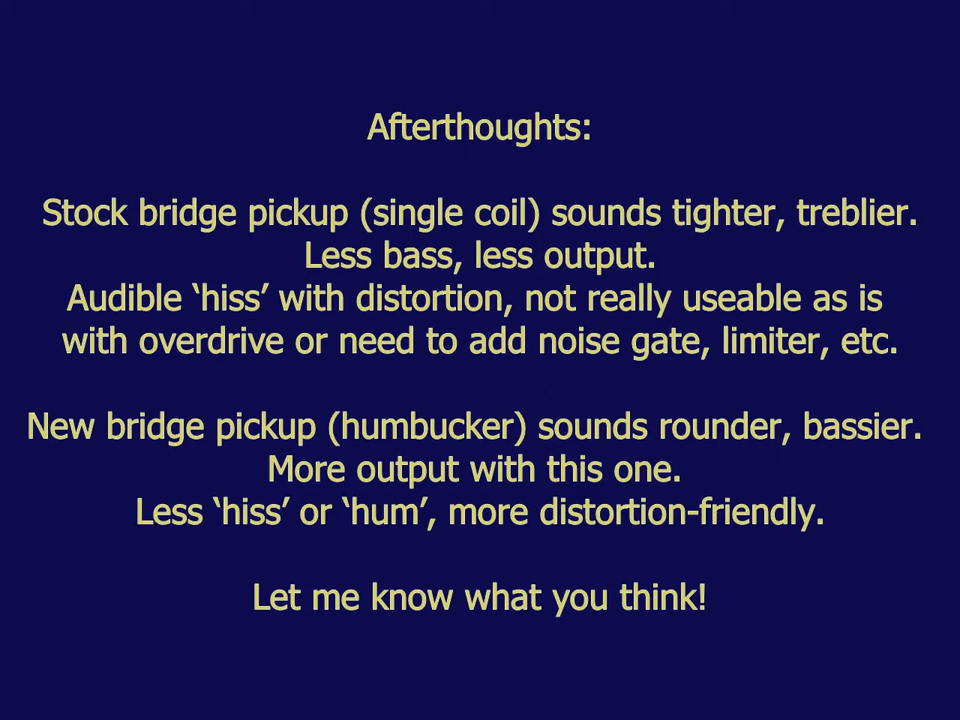 Afterthoughts:
Stock bridge pickup (single coil) sounds tighter, treblier.
Less bass, less output.
Audible ‘hiss’ with distortion, not really useable as is
with overdrive or need to add noise gate, limiter, etc.
New bridge pickup (humbucker) sounds rounder, bassier.
More output with this one.
Less ‘hiss’ or ‘hum’, more distortion-friendly.
Let me know what you think!